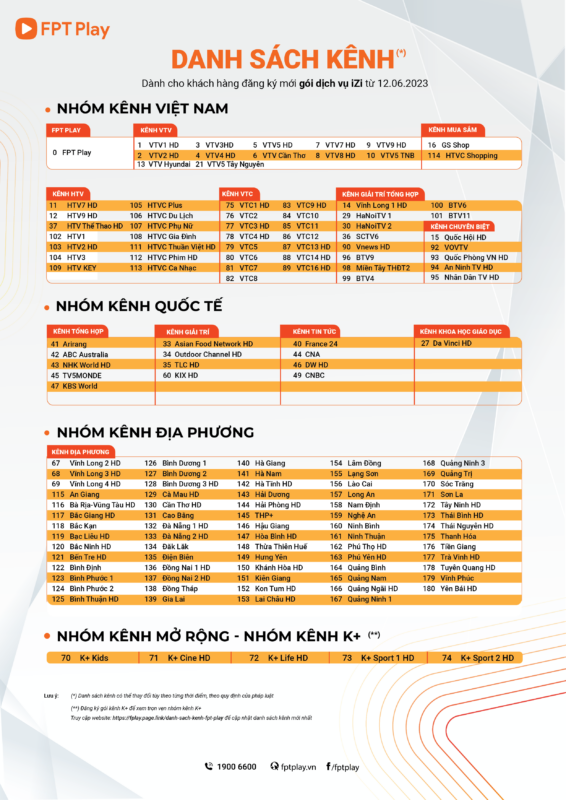 FPT Play
DANH SÁCH KÊNH(*)
Dành cho khách hàng đăng ký mới gói dịch vụ iZi từ 12.06.2023
NHÓM KÊNH VIỆT NAM
FPT PLAY
0 FPT Play
KÊNH VTV
1 VTV1 HD 3 VTV3HD 5 VTV5 HD 7 VTV7 HD 9 VTV9 HD
2 VTV2 HD 4 VTV4 HD 6 VTV Cần Thơ 8 VTV8 HD 10 VTV5 TNB
13 VTV Hyundai 21 VTV5 Tây Nguyên
KÊNH MUA SẮM
16 GS Shop
114 HTVC Shopping
KÊNH HTV
11 HTV7 HD 105 HTVC Plus
12 HTV9 HD 106 HTVC Du Lịch
37 HTV Thể Thao HD 107 HTVC Phụ Nữ
102 HTV1 108 HTVC Gia Đình
103 HTV2 HD 111 HTVC Thuần Việt HD
104 HTV3 112 HTVC Phim HD
109 HTV KEY 113 HTVC Ca Nhạc
KÊNH VTC
75 VTC1 HD 83 VTC9 HD
76 VTC2 84 VTC10
77 VTC3 HD 85 VTC11
78 VTC4 HD 86 VTC12
79 VTC5 87 VTC13 HD
80 VTC6 88 VTC14 HD
81 VTC7 89 VTC16 HD
82 VTC8
KÊNH GIẢI TRÍ TỔNG HỢP
14 Vĩnh Long 1 HD 100 BTV6
29 HaNoiTV 1 101 BTV11
30 HaNoiTV 2
36 SCTV6
90 Vnews HD
96 BTV9
98 Miền Tây THĐT2
99 BTV4
KÊNH CHUYÊN BIỆT
15 Quốc Hội HD
92 VOVTV
93 Quốc Phòng VN HD
94 An Ninh TV HD
95 Nhân Dân TV HD
NHÓM KÊNH QUỐC TẾ
KÊNH TỔNG HỢP
41 Arirang
42 ABC Australia
43 NHK World HD
45 TV5MONDE
47 KBS World
KÊNH GIẢI TRÍ
33 Asian Food Network HD
34 Outdoor Channel HD
35 TLC HD
60 KIX HD
KÊNH TIN TỨC
40 France 24
44 CNA
46 DW HD
49 CNBC
KÊNH KHOA HỌC GIÁO DỤC
27 Da Vinci HD
NHÓM KÊNH ĐỊA PHƯƠNG
KÊNH ĐỊA PHƯƠNG
67 Vĩnh Long 2 HD 126 Bình Dương 1 140 Hà Giang 154 Lâm Đồng 168 Quảng Ninh 3
68 Vĩnh Long 3 HD 127 Bình Dương 2 141 Hà Nam 155 Lạng Sơn 169 Quảng Trị
69 Vĩnh Long 4 HD 128 Bình Dương 3 HD 142 Hà Tĩnh HD 156 Lào Cai 170 Sóc Trăng
115 An Giang 129 Cà Mau HD 143 Hải Dương 157 Long An 171 Sơn La
116 Bà Rịa-Vũng Tàu HD 130 Cần Thơ HD 144 Hải Phòng HD 158 Nam Định 172 Tây Ninh HD
117 Bắc Giang HD 131 Cao Bằng 145 THP+ 159 Nghệ An 173 Thái Bình HD
118 Bắc Kạn 132 Đà Nẵng 1 HD 146 Hậu Giang 160 Ninh Bình 174 Thái Nguyên HD
119 Bạc Liêu HD 133 Đà Nẵng 2 HD 147 Hòa Bình HD 161 Ninh Thuận 175 Thanh Hóa
120 Bắc Ninh HD 134 Đăk Lăk 148 Thừa Thiên Huế 162 Phú Thọ HD 176 Tiền Giang
121 Bến Tre HD 135 Điện Biên 149 Hưng Yên 163 Phú Yên HD 177 Trà Vinh HD
122 Bình Định 136 Đồng Nai 1 HD 150 Khánh Hòa HD 164 Quảng Bình 178 Tuyên Quang HD
123 Bình Phước 1 137 Đồng Nai 2 HD 151 Kiên Giang 165 Quảng Nam 179 Vĩnh Phúc
124 Bình Phước 2 138 Đồng Tháp 152 Kon Tum HD 166 Quảng Ngãi HD 180 Yên Bái HD
125 Bình Thuận HD 139 Gia Lai 153 Lai Châu HD 167 Quảng Ninh 1
NHÓM KÊNH MỞ RỘNG - NHÓM KÊNH K+ (**)
70 K+ Kids 71 K+ Cine HD 72 K+ Life HD 73 K+ Sport 1 HD 74 K+ Sport 2 HD
Lưu ý: (*) Danh sách kênh có thể thay đổi tùy theo từng thời điểm, theo quy định của pháp luật
(**) Đăng ký gói kênh K+ để xem trọn vẹn nhóm kênh K+
Truy cập website: https://fplay.page.link/danh-sach-kenh-fpt-play để cập nhật danh sách kênh mới nhất
1900 6600 fptplay.vn /fptplay